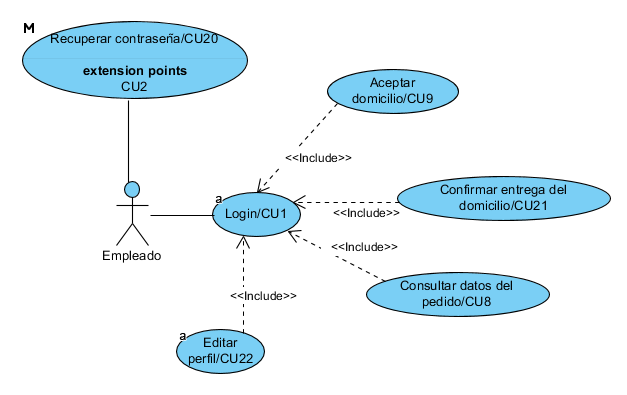 M
Recuperar contraseña/CU20
extension points
CU2
Aceptar
domicilio/CU9
<<Include>>
a
Confirmar entrega del
domicilio/CU21
Login/CU1
<<Include>>
Empleado
<<Include>>
Consultar datos del
pedido/CU8
<<Include>>
a
Editar
perfil/CU22